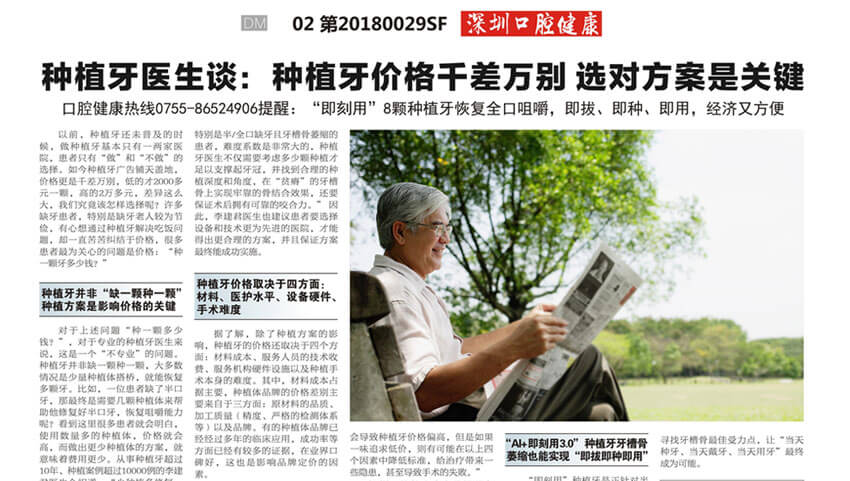 DM 02 第20180029SF 深圳口腔健康
种植牙医生谈：种植牙价格千差万别 选对方案是关键
口腔健康热线0755-86524906提醒：“即刻用”8颗种植牙恢复全口咀嚼，即拔、即种、即用，经济又方便
以前，种植牙还未普及的时
候，做种植牙基本只有一两家医
院，患者只有“做”和“不做”的
选择。如今种植牙广告铺天盖地，
价格更是千差万别，低的才2000多
元一颗，高的2万多元，差异这么
大，我们究竟该怎样选择呢？许多
缺牙患者，特别是缺牙老人较为节
俭，有心想通过种植牙解决吃饭问
题，却一直苦苦纠结于价格，很多
患者最为关心的问题是价格：“种
一颗牙多少钱？”
种植牙并非“缺一颗种一颗”
种植方案是影响价格的关键
对于上述问题“种一颗多少
钱？”，对于专业的种植牙医生来
说，这是一个“不专业”的问题。
种植牙并非缺一颗种一颗，大多数
情况是少量种植体搭桥，就能恢复
多颗牙。比如，一位患者缺了半口
牙，那最终是需要几颗种植体来帮
助他修复好半口牙，恢复咀嚼能力
呢？看到这里很多患者就会明白，
使用数量多的种植体，价格就会
高，而做出更少种植体的方案，就
意味着费用更少。从事种植牙超过
10年，种植案例超过10000例的李建
特别是半/全口缺牙且牙槽骨萎缩的
患者，难度系数是非常大的，种植
牙医生不仅需要考虑多少颗种植才
足以支撑起牙冠，并找到合理的种
植深度和角度，在“贫瘠”的牙槽
骨上实现牢靠的骨结合效果，还要
保证术后拥有可靠的咬合力。” 因
此，李建君医生也建议患者要选择
设备和技术更为先进的医院，才能
得出更合理的方案，并且保证方案
最终能成功实施。
种植牙价格取决于四方面：
材料、医护水平、设备硬件、
手术难度
据了解，除了种植方案的影
响，种植牙的价格还取决于四个方
面：材料成本、服务人员的技术收
费、服务机构硬件设施以及种植手
术本身的难度。其中，材料成本占
据主要，种植体品牌的价格差别主
要来自于三方面：原材料的品质、
加工质量（精度、严格的检测体系
等）以及品牌，有的种植体品牌已
经经过多年的临床应用，成功率等
方面已经有较多的证据，在业界口
碑好，这也是影响品牌定价的因
素。
会导致种植牙价格偏高，但是如果
一味追求低价，则有可能在以上四
个因素中降低标准，给治疗带来一
些隐患，甚至导致手术的失败。”
“AI+即刻用3.0”种植牙牙槽骨
萎缩也能实现“即拔即种即用”
寻找牙槽骨最佳受力点，让“当天
种牙、当天戴牙、当天用牙”最终
成为可能。